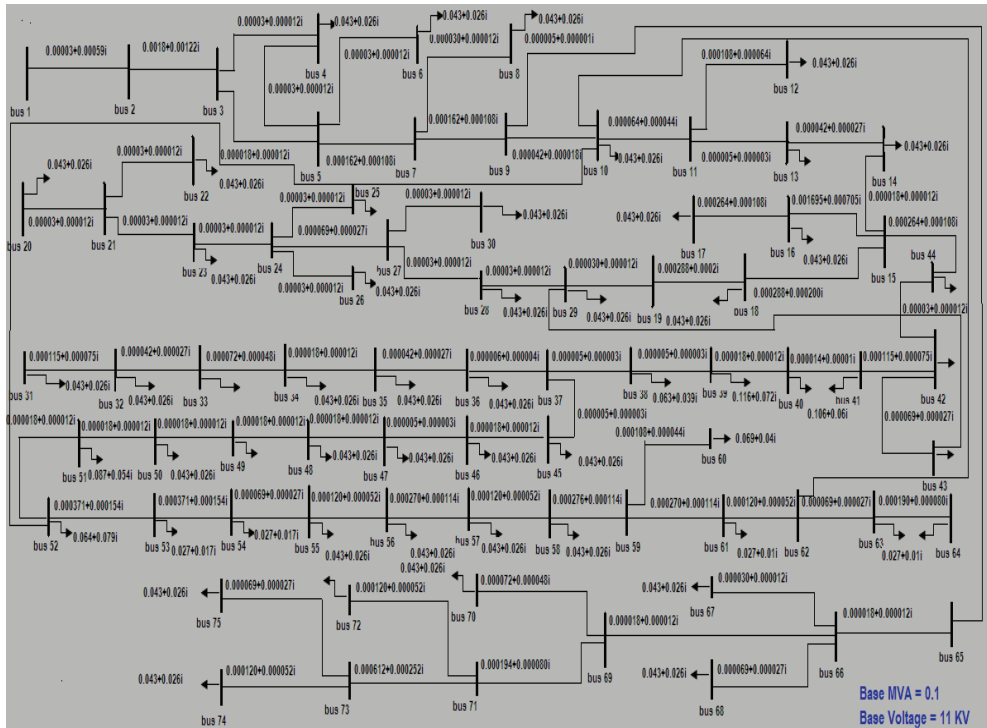 0.00003+0.00059i
0.0018+0.00122i
0.00003+0.000012i
0.043+0.026i
bus 4
0.00003+0.000012i
0.00003+0.000012i
0.043+0.026i
bus 6
0.000030+0.000012i
0.043+0.026i
bus 8
0.000005+0.000001i
0.000108+0.000064i
0.043+0.026i
bus 12
bus 1
bus 2
bus 3
0.000162+0.000108i
bus 5
0.000162+0.000108i
bus 7
0.000042+0.000018i
bus 9
0.000064+0.000044i
bus 10
0.043+0.026i
bus 11
0.000005+0.000003i
0.000042+0.000027i
0.043+0.026i
bus 13
0.043+0.026i
bus 14
0.000018+0.000012i
0.00003+0.000012i
0.043+0.026i
bus 22
0.043+0.026i
0.000018+0.000012i
0.043+0.026i
bus 20
0.00003+0.000012i
bus 21
0.00003+0.000012i
bus 23
0.043+0.026i
0.00003+0.000012i
bus 24
0.00003+0.000012i
bus 25
0.043+0.026i
0.000069+0.000027i
0.00003+0.000012i
bus 26
0.043+0.026i
bus 27
0.00003+0.000012i
0.043+0.026i
bus 30
0.00003+0.000012i
bus 28
0.043+0.026i
0.00003+0.000012i
bus 29
0.043+0.026i
0.000030+0.000012i
bus 19
0.000288+0.0002i
0.043+0.026i
bus 18
0.000288+0.000200i
0.043+0.026i
bus 17
0.000264+0.000108i
bus 16
0.043+0.026i
0.001695+0.000705i
bus 15
0.000264+0.000108i
bus 44
0.00003+0.000012i
0.000115+0.000075i
0.000042+0.000027i
0.000072+0.000048i
0.000018+0.000012i
0.000042+0.000027i
0.000006+0.000004i
0.000005+0.000003i
0.000005+0.000003i
0.000018+0.000012i
0.000014+0.00001i
0.000115+0.000075i
bus 31
0.043+0.026i
bus 32
0.043+0.026i
bus 33
0.043+0.026i
bus 34
0.043+0.026i
bus 35
0.043+0.026i
bus 36
0.043+0.026i
bus 37
bus 38
0.063+0.039i
bus 39
0.116+0.072i
bus 40
0.106+0.06i
bus 41
bus 42
0.000005+0.000003i
0.000069+0.000027i
bus 43
0.000018+0.000012i
0.000018+0.000012i
0.000018+0.000012i
0.000018+0.000012i
0.000018+0.000012i
0.000005+0.000003i
0.000018+0.000012i
bus 51
0.087+0.054i
bus 50
0.043+0.026i
bus 49
bus 48
0.043+0.026i
bus 47
0.043+0.026i
bus 46
0.043+0.026i
bus 45
0.043+0.026i
0.000108+0.000044i
0.069+0.04i
bus 60
0.000371+0.000154i
0.000371+0.000154i
0.000069+0.000027i
0.000120+0.000052i
0.000270+0.000114i
0.000120+0.000052i
0.000276+0.000114i
0.000270+0.000114i
0.000120+0.000052i
0.000069+0.000027i
0.000190+0.000080i
bus 52
0.064+0.079i
bus 53
0.027+0.017i
bus 54
0.027+0.017i
bus 55
0.043+0.026i
bus 56
0.043+0.026i
bus 57
0.043+0.026i
bus 58
0.043+0.026i
bus 59
bus 61
0.027+0.01i
bus 62
bus 63
0.027+0.01i
bus 64
0.043+0.026i
bus 75
0.000069+0.000027i
0.043+0.026i
bus 72
0.000120+0.000052i
0.043+0.026i
bus 70
0.000072+0.000048i
0.043+0.026i
bus 67
0.000030+0.000012i
0.000018+0.000012i
0.000018+0.000012i
bus 65
0.043+0.026i
bus 74
0.000120+0.000052i
bus 73
0.000612+0.000252i
bus 71
0.000194+0.000080i
bus 69
0.043+0.026i
bus 68
0.000069+0.000027i
bus 66
Base MVA = 0.1
Base Voltage = 11 KV